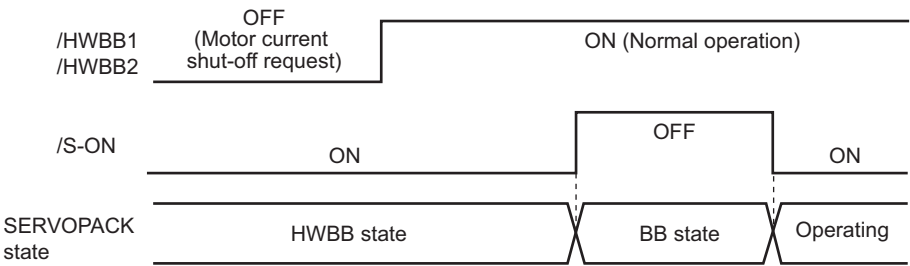 OFF
(Motor current
shut-off request)
/HWBB1
/HWBB2
ON (Normal operation)
/S-ON
ON
OFF
ON
SERVOPACK
state
HWBB state
BB state
Operating